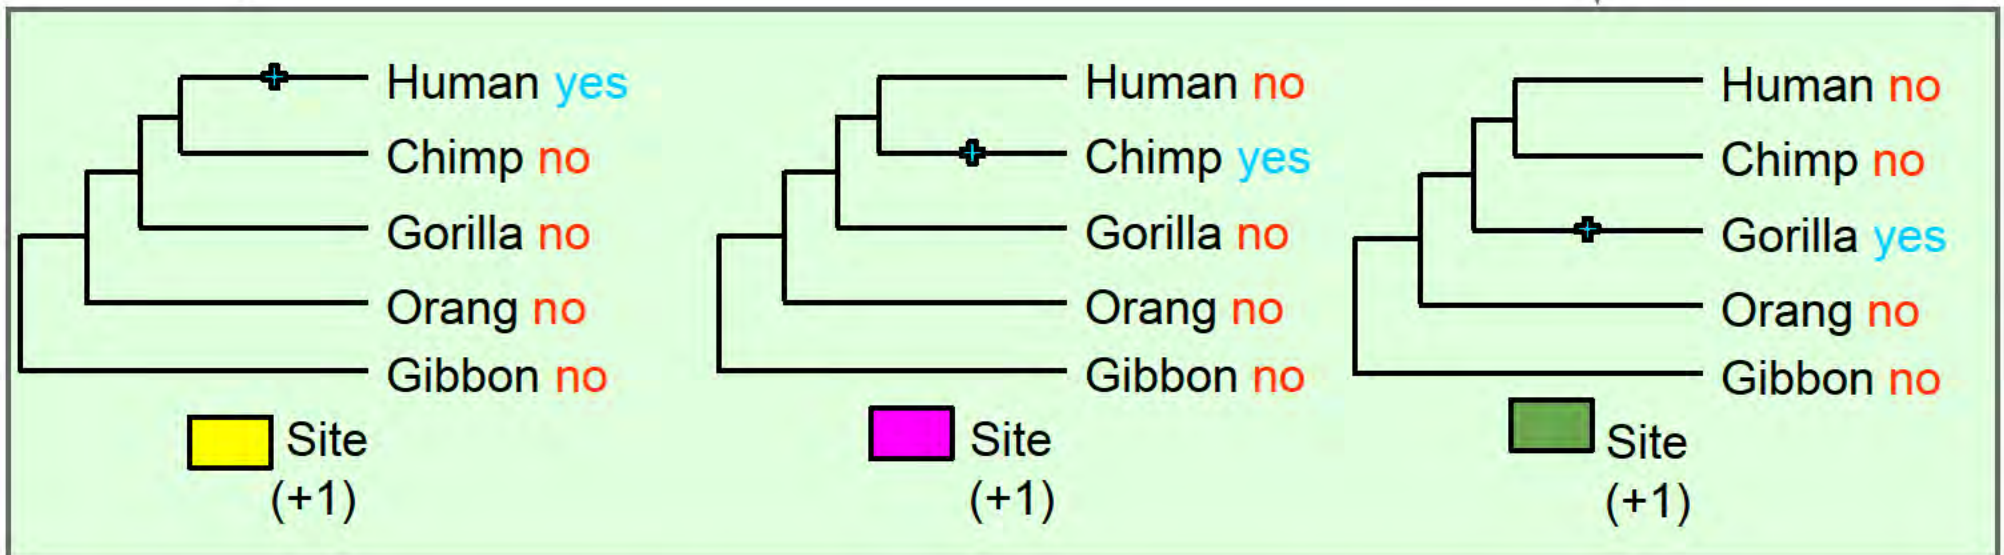 Human yes
Chimp no
Gorilla no
Orang no
Gibbon no
Site
(+1)
Human no
Chimp yes
Gorilla no
Orang no
Gibbon no
Site
(+1)
Human no
Chimp no
Gorilla yes
Orang no
Gibbon no
Site
(+1)